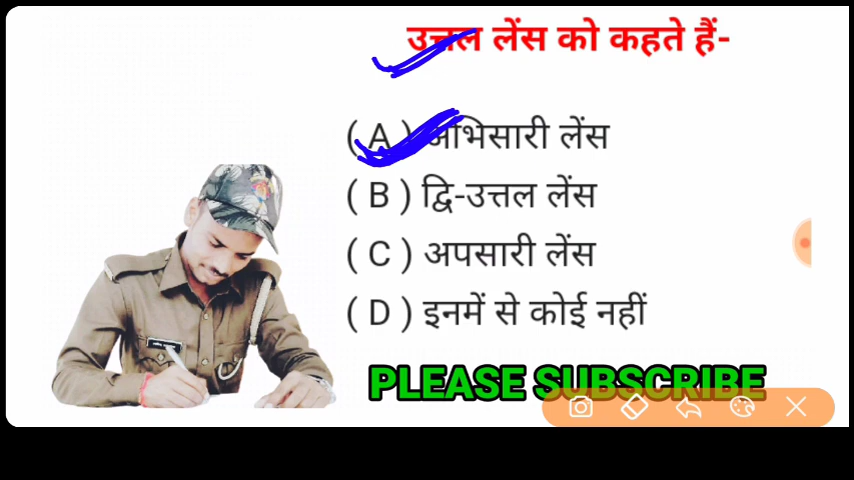 उत्तल लेंस को कहते हैं-
( A ) अभिसारी लेंस
( B ) द्वि-उत्तल लेंस
( C ) अपसारी लेंस
( D ) इनमें से कोई नहीं
PLEASE SUBSCRIBE